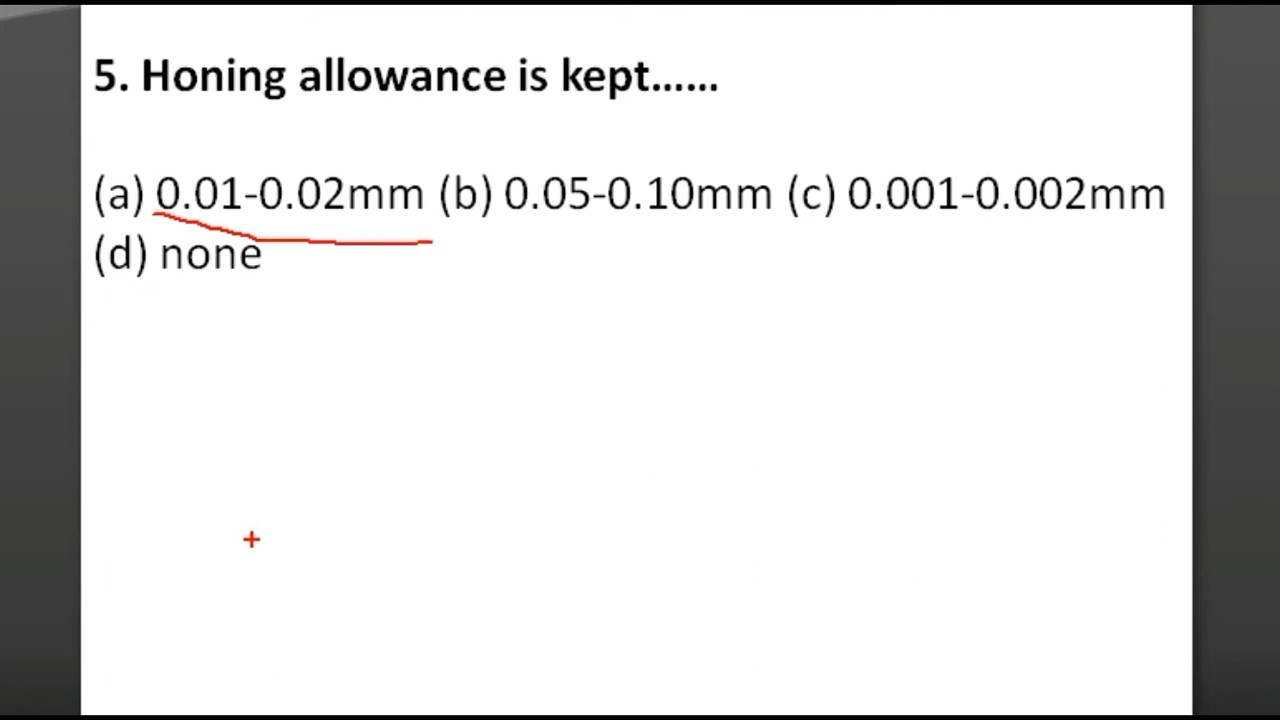 5. Honing allowance is kept......
(a) 0.01-0.02mm (b) 0.05-0.10mm (c) 0.001-0.002mm
(d) none